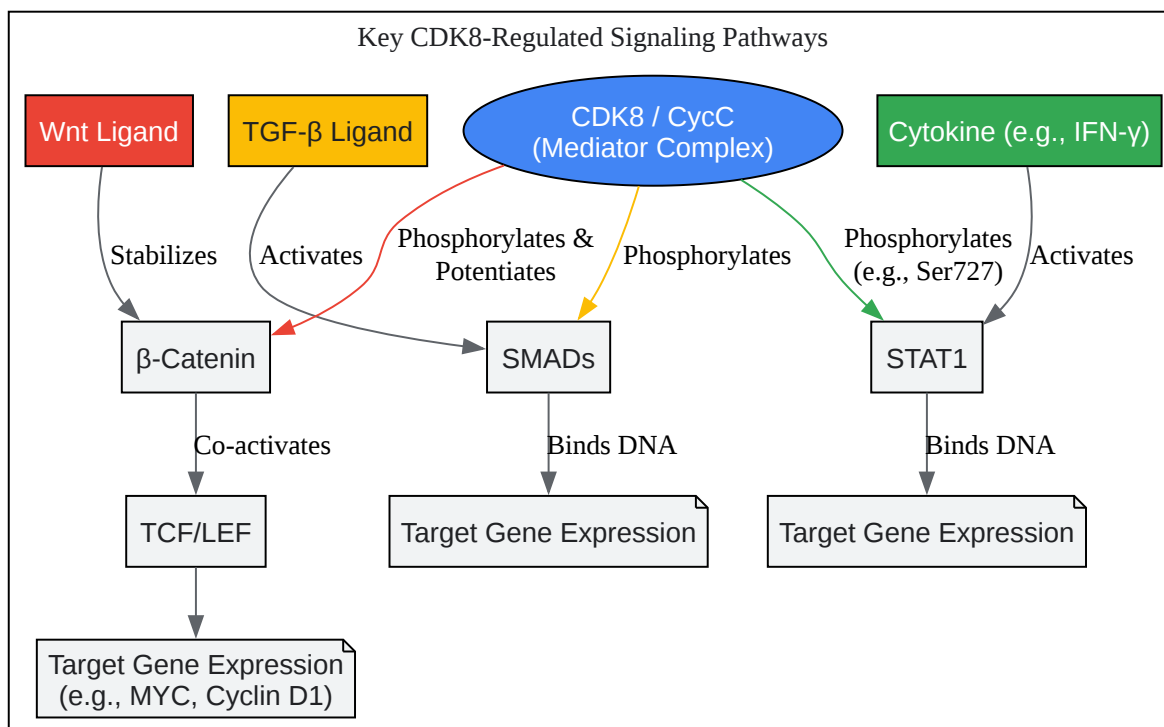 Key CDK8-Regulated Signaling Pathways
Wnt Ligand
TGF-β Ligand
CDK8 / CycC
(Mediator Complex)
Cytokine (e.g., IFN-γ)
Stabilizes
Activates
Phosphorylates &
Potentiates
Phosphorylates
Phosphorylates
(e.g., Ser727)
Activates
β-Catenin
SMADs
STAT1
Co-activates
Binds DNA
Binds DNA
TCF/LEF
Target Gene Expression
Target Gene Expression
Target Gene Expression
(e.g., MYC, Cyclin D1)